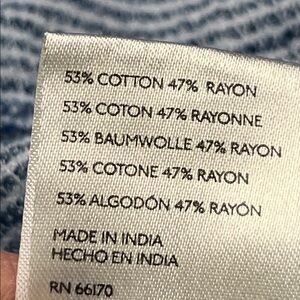 53% COTTON 47% RAYON
53% COTON 47% RAYONNE
53% BAUMWOLLE 47% RAYON
53% COTONE 47% RAYON
53% ALGODÓN 47% RAYÓN
MADE IN INDIA
HECHO EN INDIA
RN 66170